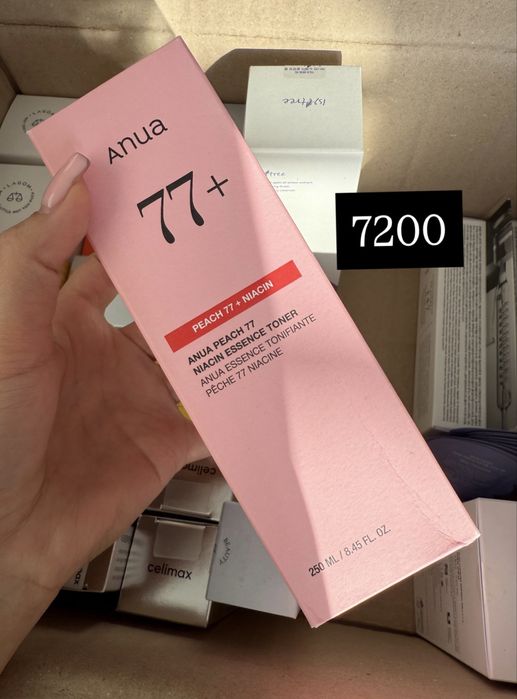 Anua
77+
7200
PEACH 77 + NIACIN
ANUA PEACH 77
NIACIN ESSENCE TONER
ANUA ESSENCE TONIFIANTE
PÊCHE 77 NIACINE
250 ML / 8.45 FL. OZ.
celimax
BEAUTY